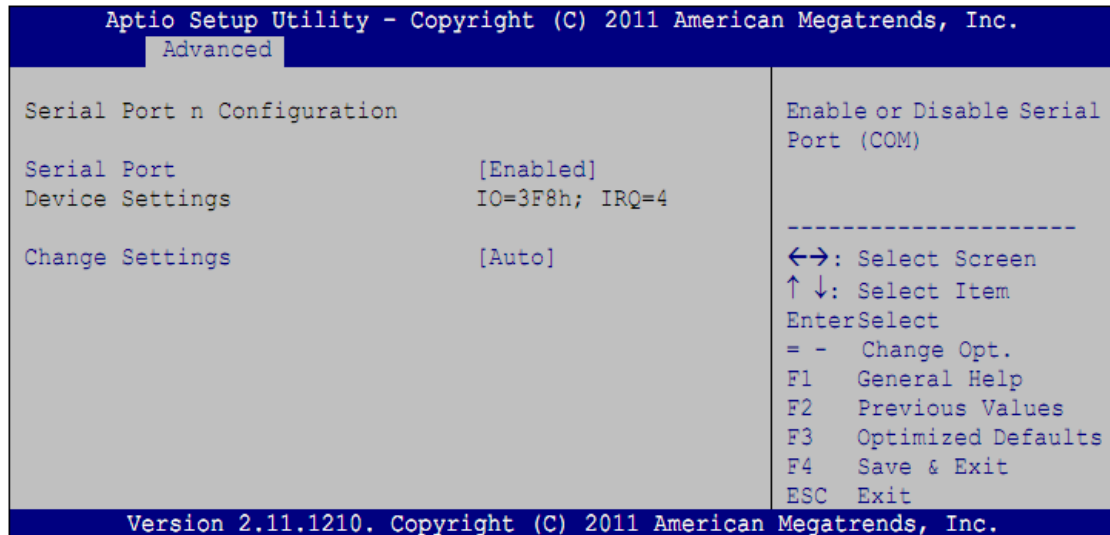 Aptio Setup Utility - Copyright (C) 2011 American Megatrends, Inc.
Advanced
Serial Port n Configuration
Serial Port [Enabled]
Device Settings IO=3F8h; IRQ=4
Change Settings [Auto]
Enable or Disable Serial
Port (COM)
---------------------
←→: Select Screen
↑ ↓: Select Item
EnterSelect
= - Change Opt.
F1 General Help
F2 Previous Values
F3 Optimized Defaults
F4 Save & Exit
ESC Exit
Version 2.11.1210. Copyright (C) 2011 American Megatrends, Inc.